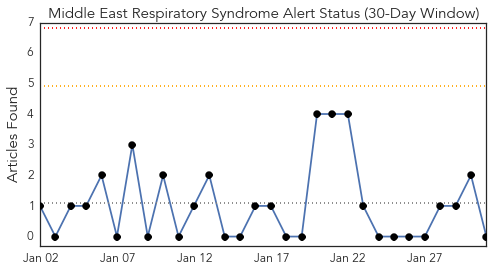 Middle East Respiratory Syndrome Alert Status (30-Day Window)
Articles Found
7
6
5
4
3
2
1
0
Jan 02 Jan 07 Jan 12 Jan 17 Jan 22 Jan 27